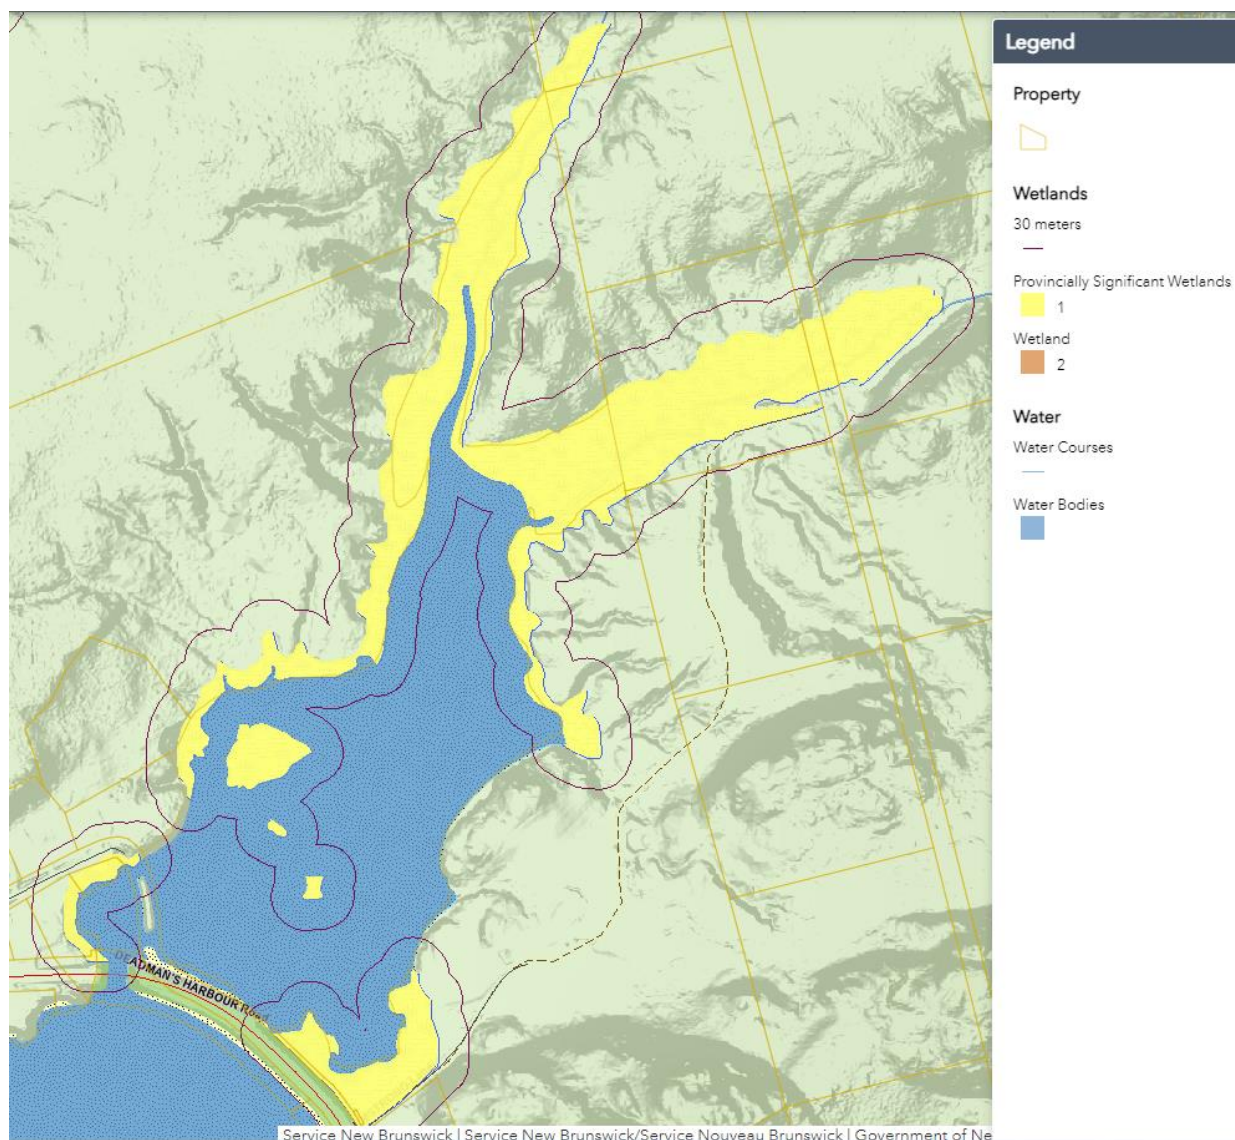 Legend
Property
Wetlands
30 meters
Provincially Significant Wetlands
1
Wetland
2
Water
Water Courses
Water Bodies
DEADMAN'S HARBOUR Road
Service New Brunswick | Service New Brunswick/Service Nouveau Brunswick | Government of Ne